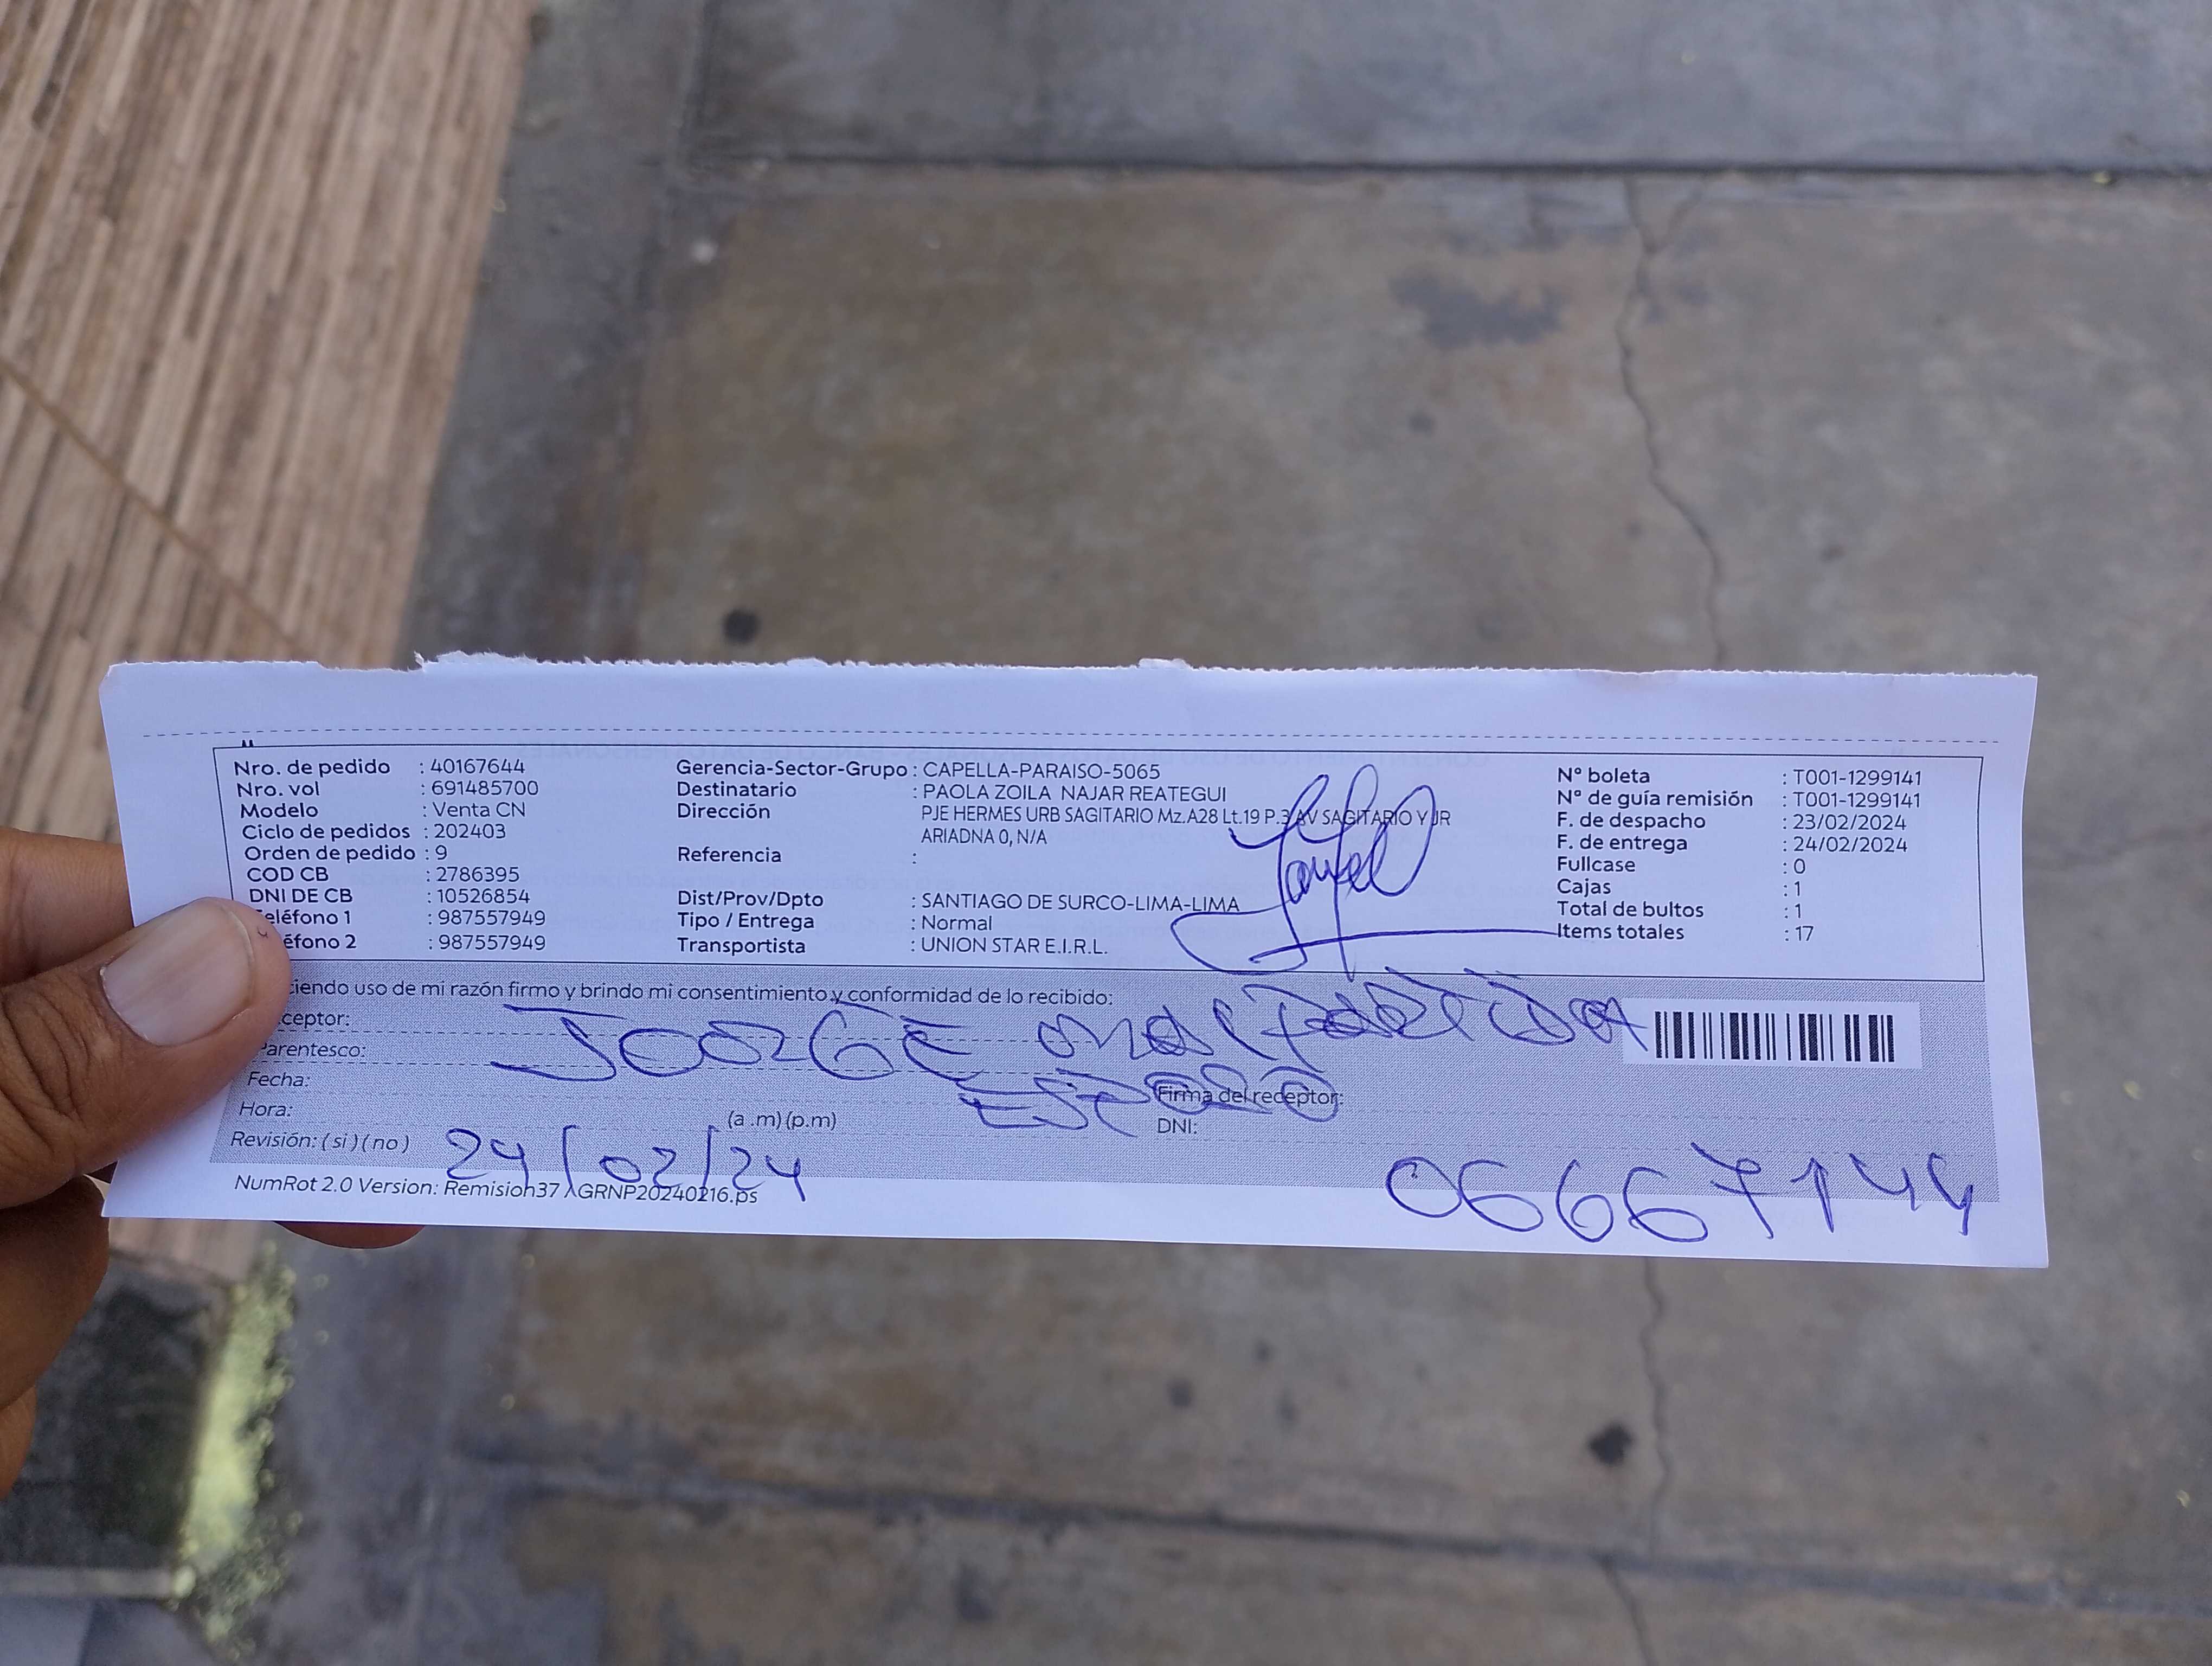 Nro. de pedido : 40167644
Nro. vol : 691485700
Modelo : Venta CN
Ciclo de pedidos : 202403
Orden de pedido : 9
COD CB : 2786395
DNI DE CB : 10526854
eléfono 1 : 987557949
éfono 2 : 987557949
Gerencia-Sector-Grupo : CAPELLA-PARAISO-5065
Destinatario : PAOLA ZOILA NAJAR REATEGUI
Dirección PJE HERMES URB SAGITARIO Mz.A28 Lt.19 P.3 AV SAGITARIO Y JR
ARIADNA 0, N/A
Referencia :
Dist/Prov/Dpto : SANTIAGO DE SURCO-LIMA-LIMA
Tipo / Entrega : Normal
Transportista : UNION STAR E.I.R.L.
N° boleta : T001-1299141
N° de guía remisión : T001-1299141
F. de despacho : 23/02/2024
F. de entrega : 24/02/2024
Fullcase : 0
Cajas : 1
Total de bultos : 1
Items totales : 17
ciendo uso de mi razón firmo y brindo mi consentimiento y conformidad de lo recibido:
ceptor: JEORGE
Parentesco: ESPOSO
Fecha:
Hora: (a .m) (p.m)
Firma del receptor:
DNI:
Revisión: ( si ) ( no ) 24/02/24
06667144
NumRot 2.0 Version: Remision37 GRNP20240216.ps